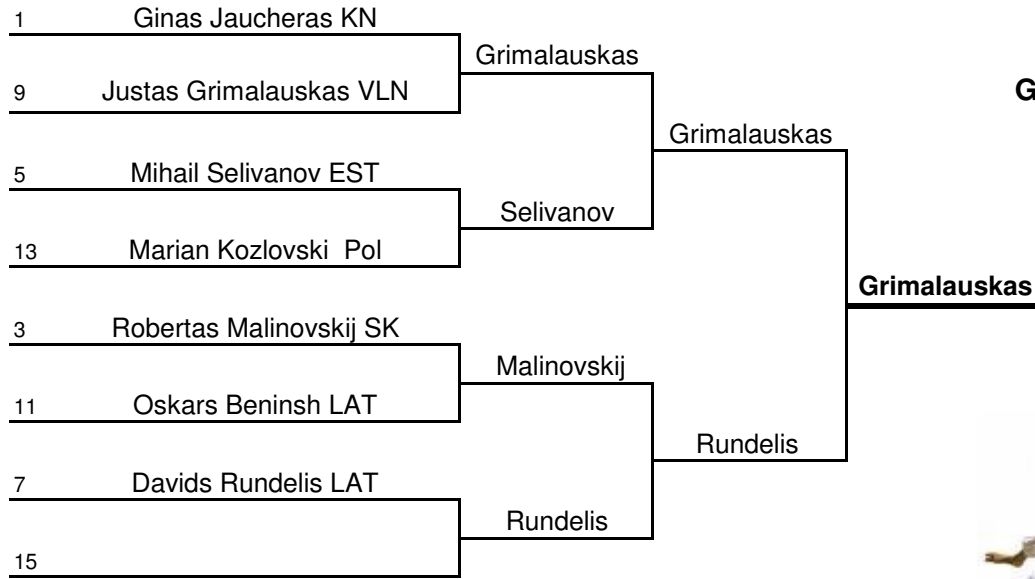 1 Ginas Jaucheras KN
Grimalauskas
9 Justas Grimalauskas VLN
G
Grimalauskas
5 Mihail Selivanov EST
Selivanov
13 Marian Kozlovski Pol
Grimalauskas
3 Robertas Malinovskij SK
Malinovskij
11 Oskars Beninsh LAT
Rundelis
7 Davids Rundelis LAT
Rundelis
15